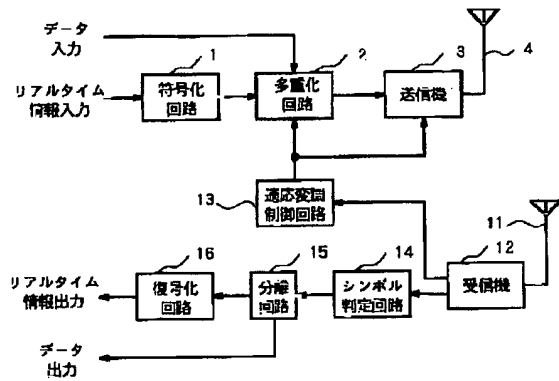 データ
入力
1
2
3
4
リアルタイム
情報入力
符号化
回路
多重化
回路
送信機
13
適応変調
制御回路
11
16
15
14
12
リアルタイム
情報出力
復号化
回路
分離
回路
シンボル
判定回路
受信機
データ
出力